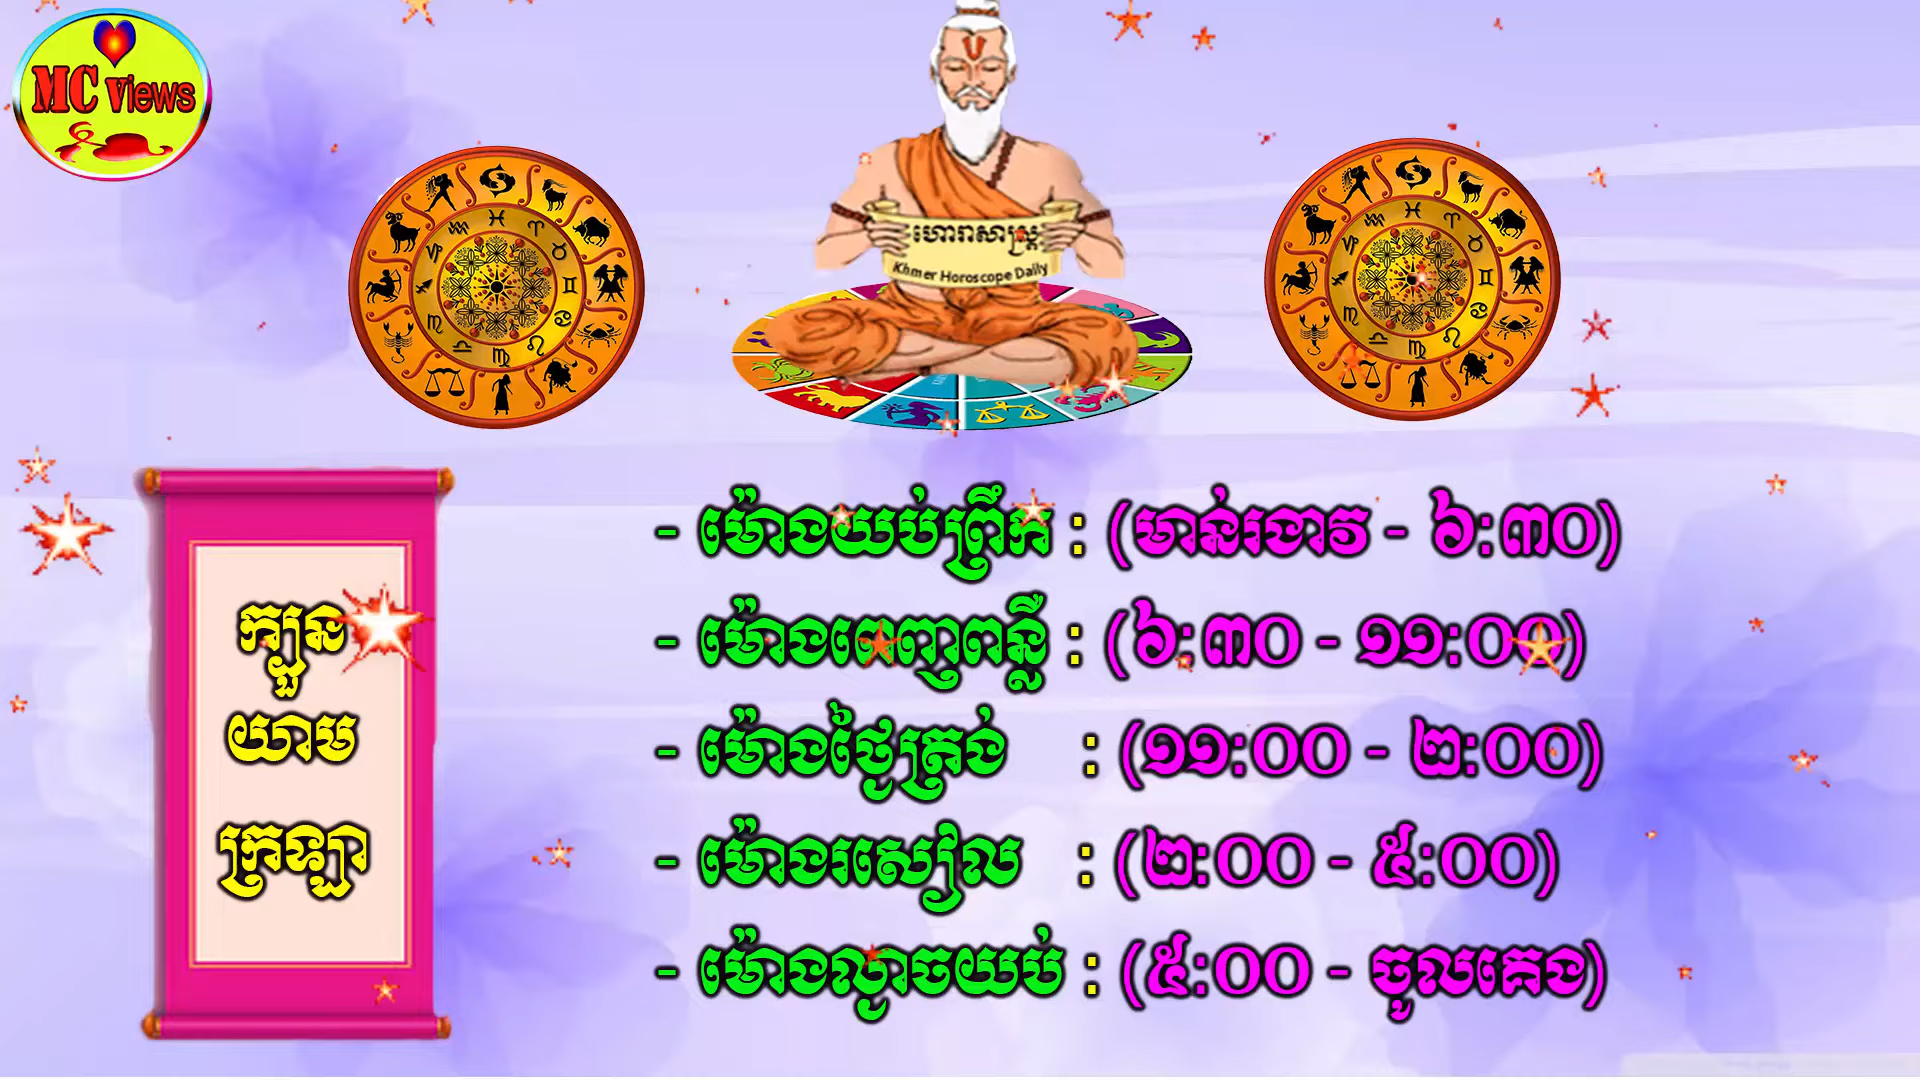 MC Views
ហោរាសាស្ត្រ
Khmer Horoscope Daily
ក្បួន
យាម
ក្រឡា
- ម៉ោងយប់ព្រឹក : (មាន់រងាវ - ៦:៣០)
- ម៉ោងពេញពន្លឺ : (៦:៣០ - ១១:០០)
- ម៉ោងថ្ងៃត្រង់ : (១១:០០ - ២:០០)
- ម៉ោងរសៀល : (២:០០ - ៥:០០)
- ម៉ោងល្ងាចយប់ : (៥:០០ - ចូលគេង)